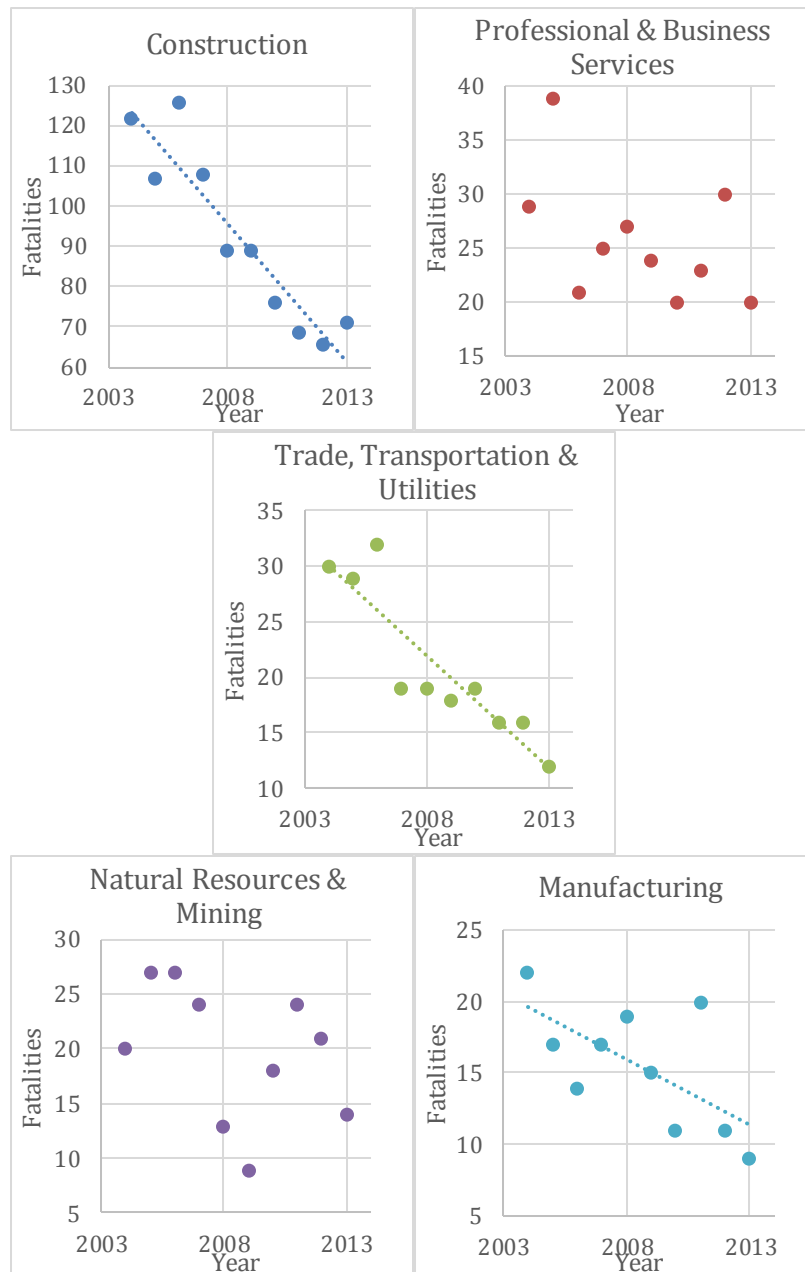 Construction
130
120
110
100
90
80
70
60
Fatalities
2003 2008 2013
Year
Professional & Business
Services
40
35
30
25
20
15
Fatalities
2003 2008 2013
Year
Trade, Transportation &
Utilities
35
30
25
20
15
10
Fatalities
2003 2008 2013
Year
Natural Resources &
Mining
30
25
20
15
10
5
Fatalities
2003 2008 2013
Year
Manufacturing
25
20
15
10
5
Fatalities
2003 2008 2013
Year